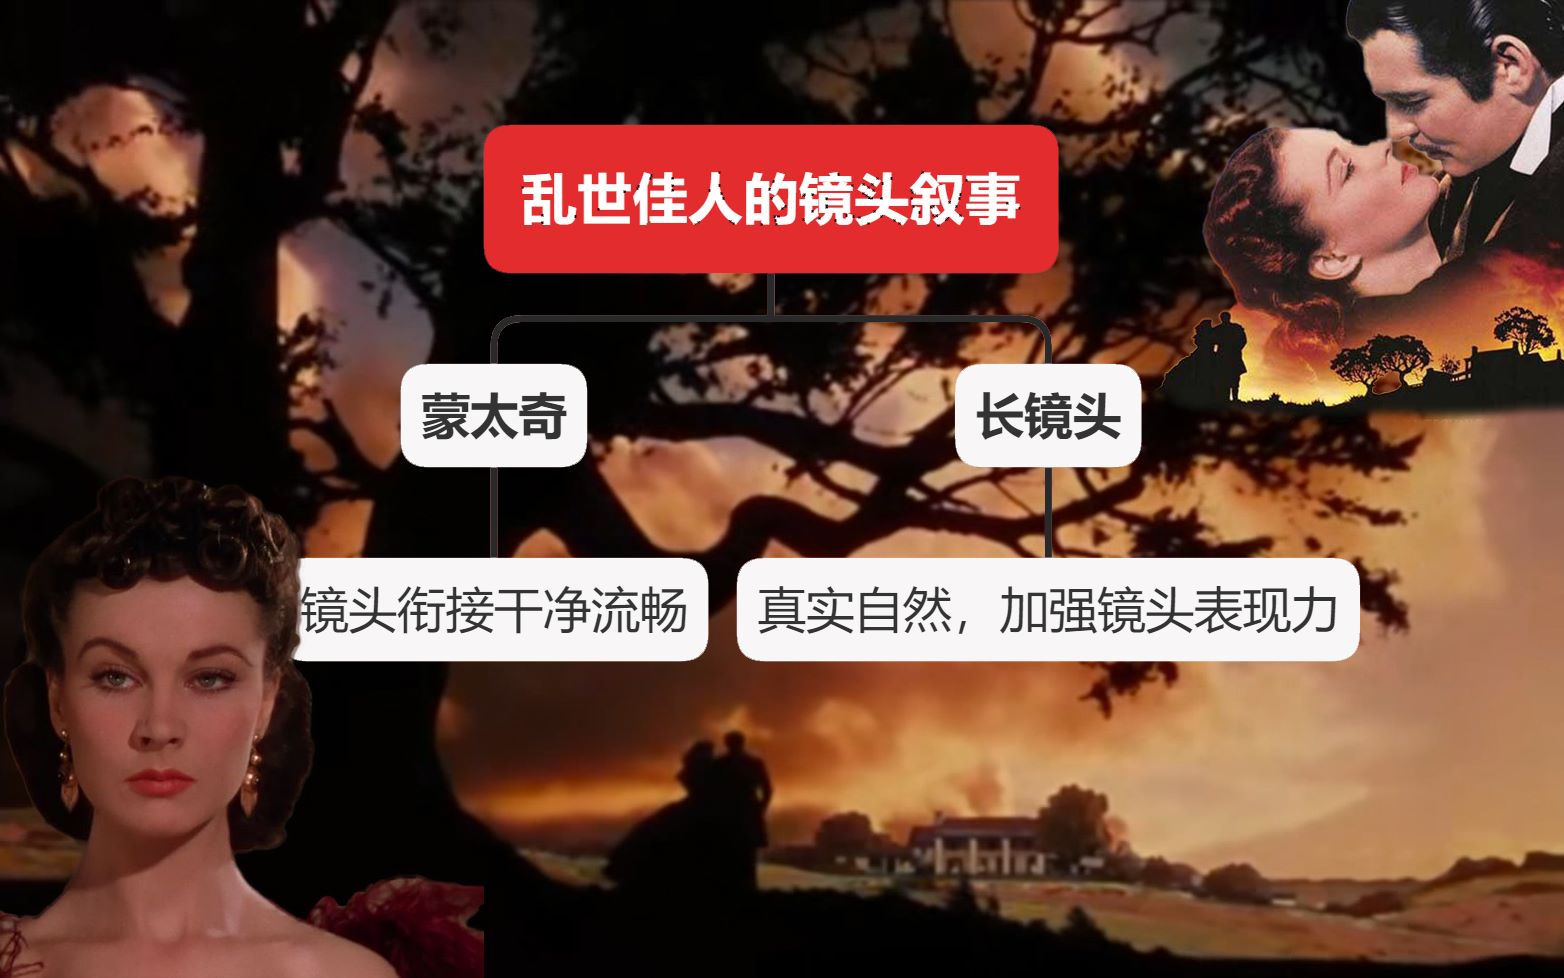 乱世佳人的镜头叙事
蒙太奇
长镜头
镜头衔接干净流畅
真实自然，加强镜头表现力